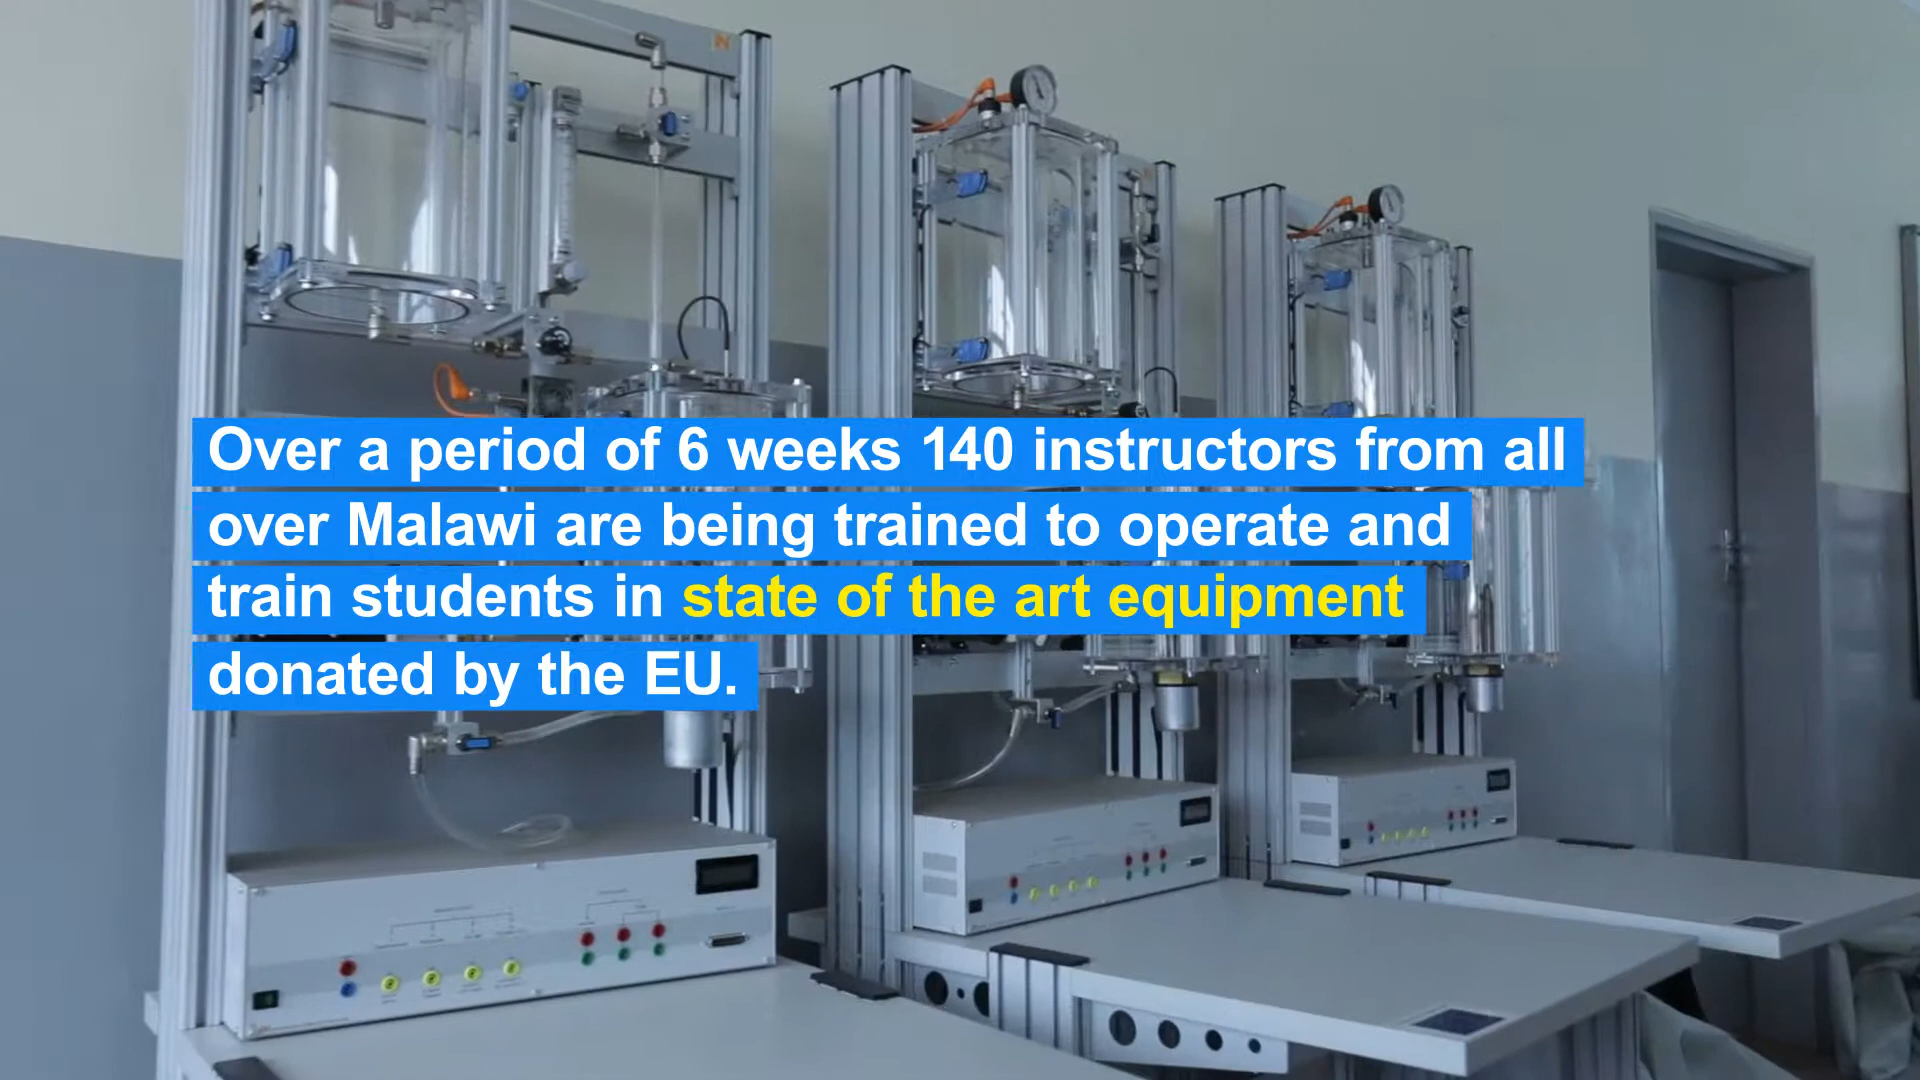 Over a period of 6 weeks 140 instructors from all
over Malawi are being trained to operate and
train students in state of the art equipment
donated by the EU.